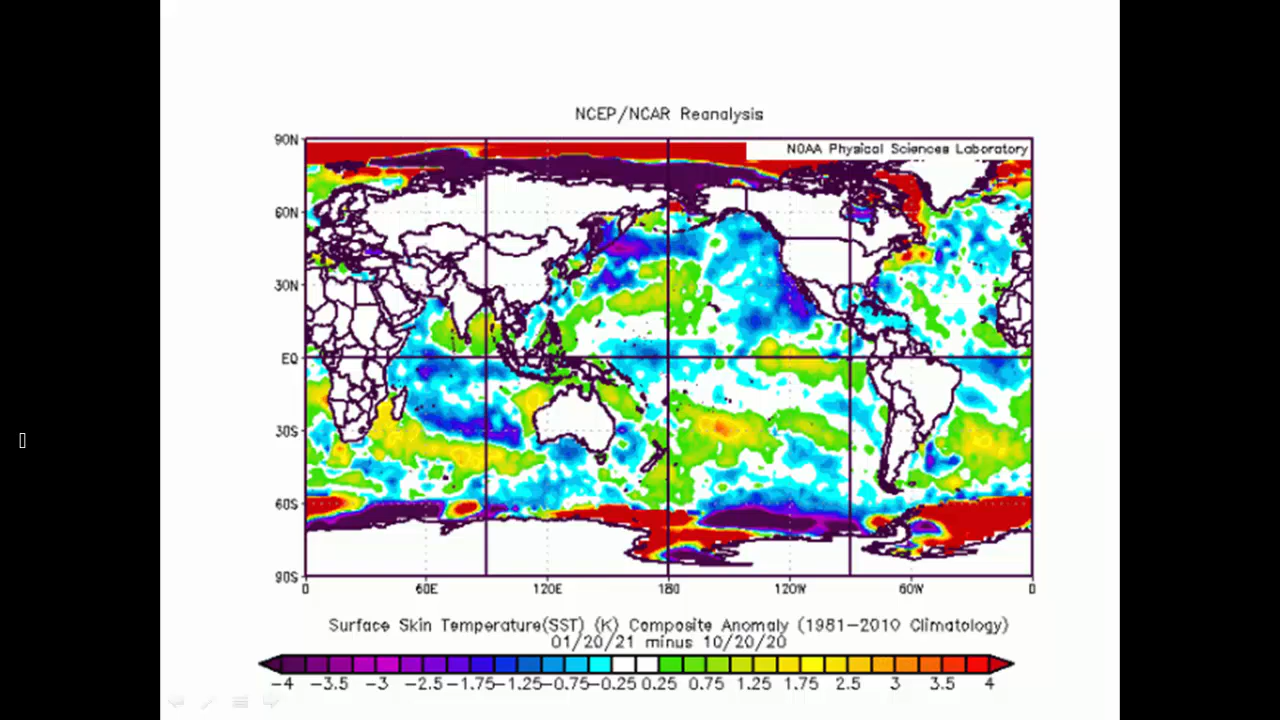 NCEP/NCAR Reanalysis
NOAA Physical Sciences Laboratory
90N
60N
30N
EQ
30S
60S
90S
0 60E 120E 180 120W 60W 0
Surface Skin Temperature(SST) (K) Composite Anomaly (1981-2010 Climatology)
01/20/21 minus 10/20/20
-4 -3.5 -3 -2.5 -1.75 -1.25 -0.75 -0.25 0.25 0.75 1.25 1.75 2.5 3 3.5 4